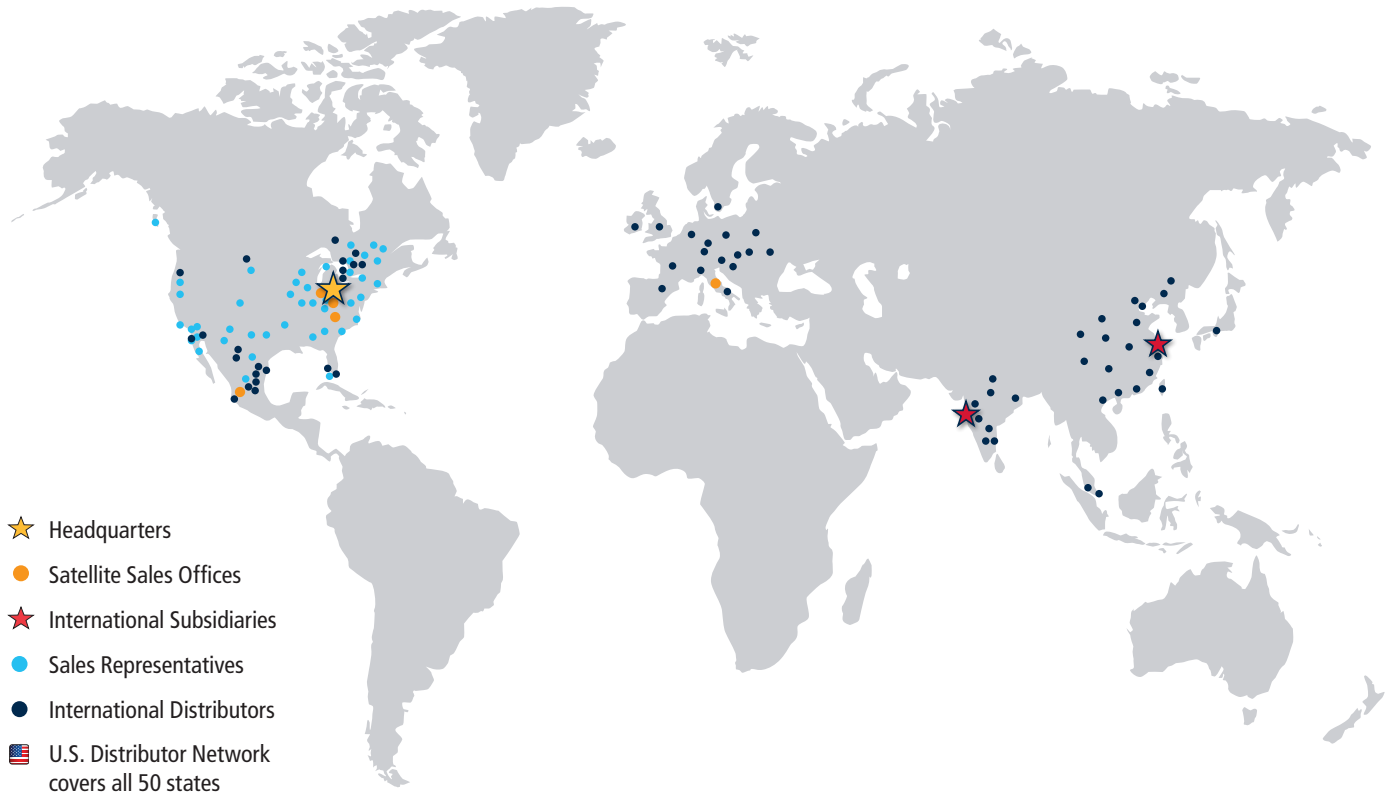 Headquarters
Satellite Sales Offices
International Subsidiaries
Sales Representatives
International Distributors
U.S. Distributor Network
covers all 50 states